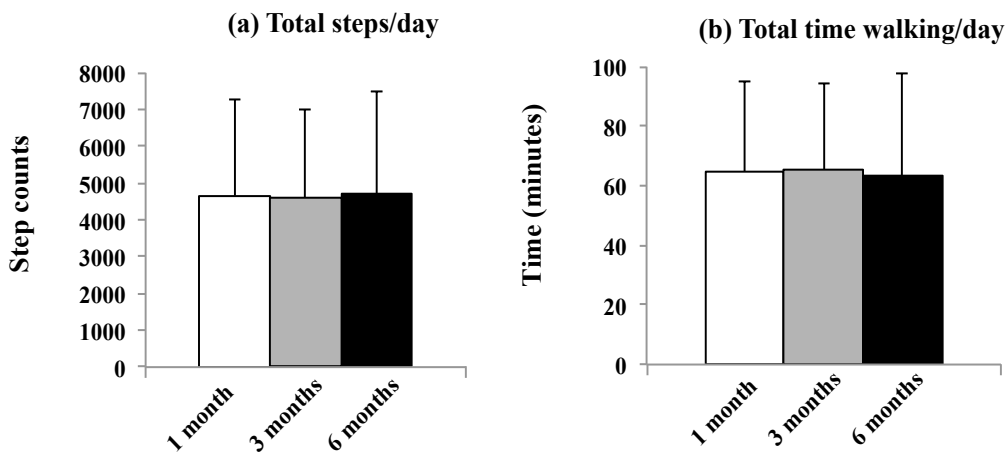 (a) Total steps/day
Step counts
8000
7000
6000
5000
4000
3000
2000
1000
0
1 month
3 months
6 months
(b) Total time walking/day
Time (minutes)
100
80
60
40
20
0
1 month
3 months
6 months